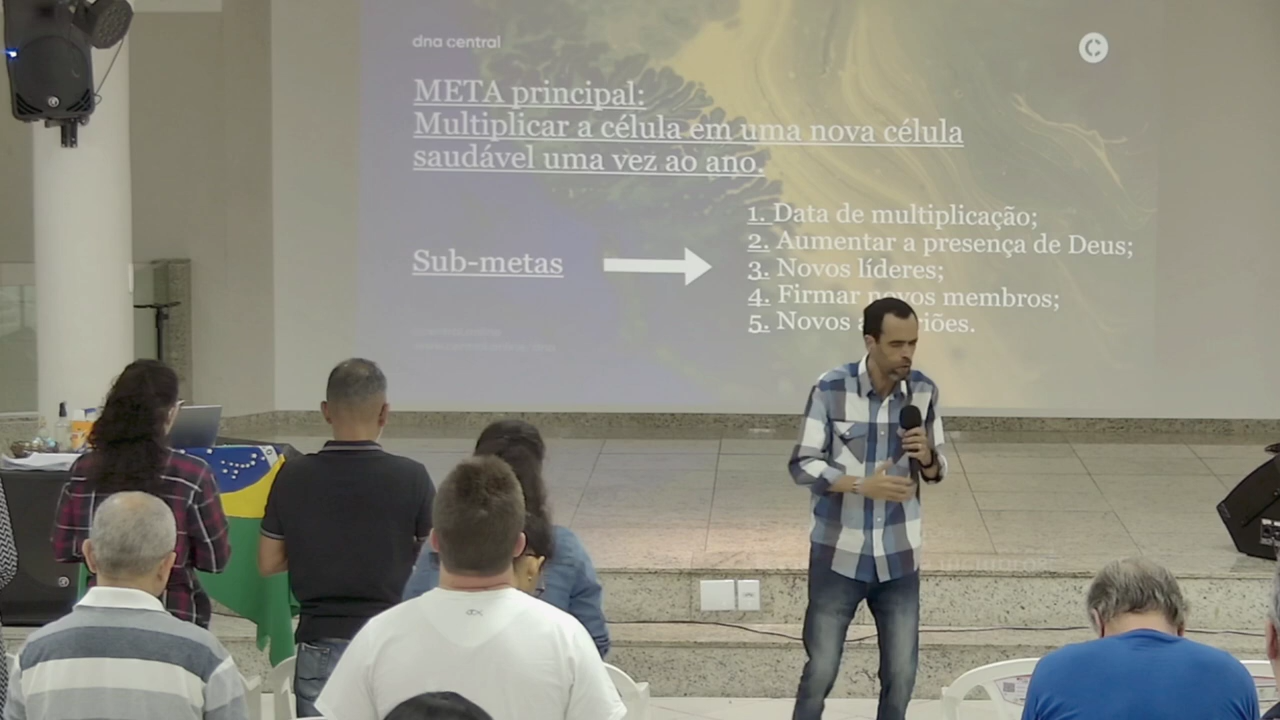 dna central
META principal:
Multiplicar a célula em uma nova célula
saudável uma vez ao ano.
1. Data de multiplicação;
2. Aumentar a presença de Deus;
Sub-metas
3. Novos líderes;
4. Firmar novos membros;
5. Novos